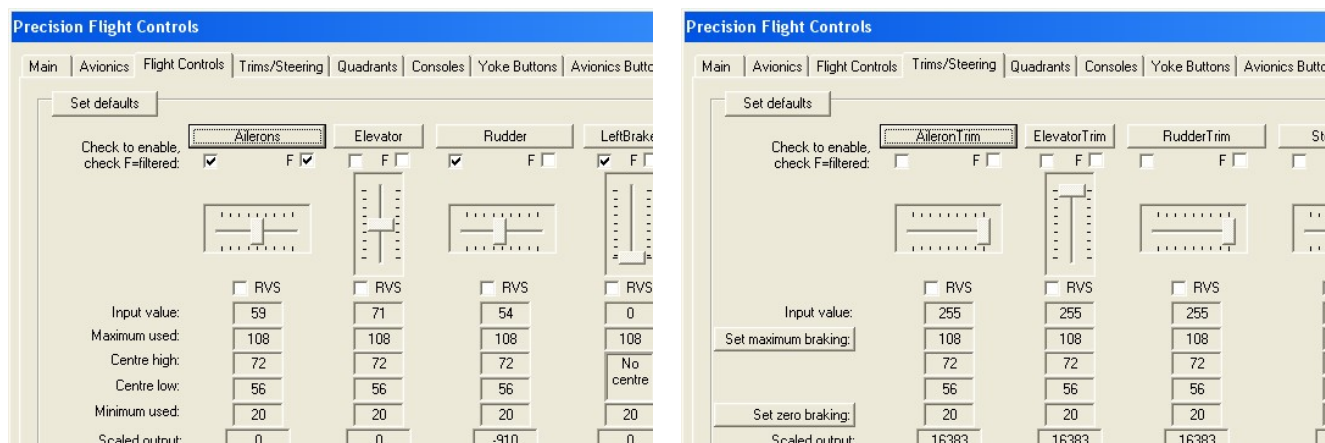 Precision Flight Controls
Main Avionics Flight Controls Trims/Steering Quadrants Consoles Yoke Buttons Avionics Butto
Set defaults
Check to enable, check F=filtered:
Ailerons Elevator Rudder LeftBrake
F F F F
RVS RVS RVS RVS
Input value: 59 71 54 0
Maximum used: 108 108 108 108
Centre high: 72 72 72 No centre
Centre low: 56 56 56
Minimum used: 20 20 20 20
Scaled output: 0 0 -910 0
Precision Flight Controls
Main Avionics Flight Controls Trims/Steering Quadrants Consoles Yoke Buttons Avionics Butto
Set defaults
Check to enable, check F=filtered:
AileronTrim ElevatorTrim RudderTrim St
F F F
RVS RVS RVS
Input value: 255 255 255
Set maximum braking: 108 108 108
72 72 72
56 56 56
Set zero braking: 20 20 20
Scaled output: 16383 16383 16383